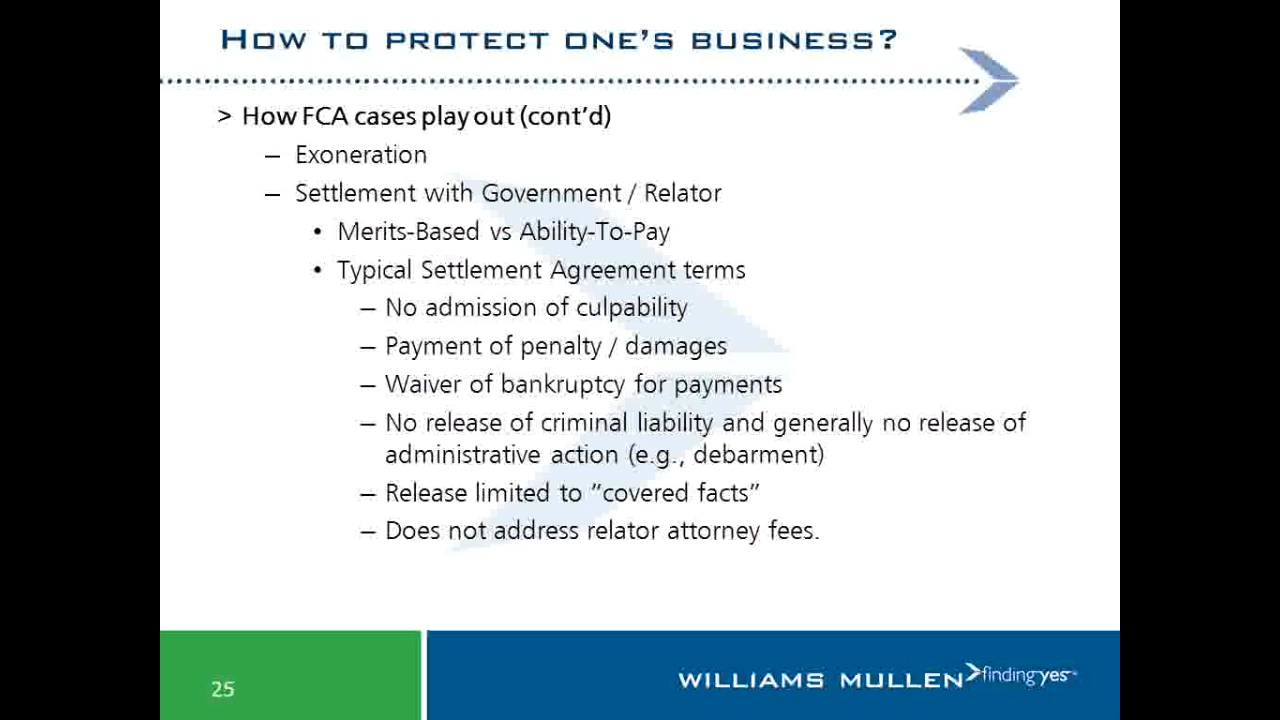 HOW TO PROTECT ONE'S BUSINESS?
> How FCA cases play out (cont'd)
– Exoneration
– Settlement with Government / Relator
• Merits-Based vs Ability-To-Pay
• Typical Settlement Agreement terms
– No admission of culpability
– Payment of penalty / damages
– Waiver of bankruptcy for payments
– No release of criminal liability and generally no release of
administrative action (e.g., debarment)
– Release limited to “covered facts”
– Does not address relator attorney fees.
25
WILLIAMS MULLEN finding yes™